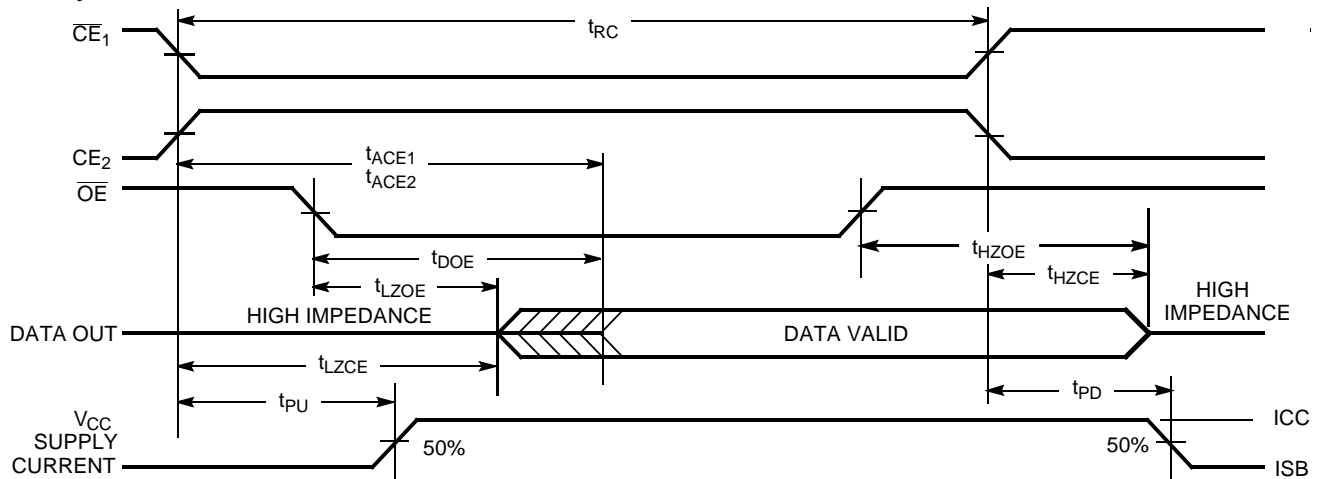 CE1
tRC
CE2
tACE1
tACE2
OE
tDOE
tHZOE
tLZOE
tHZCE
DATA OUT
HIGH IMPEDANCE
DATA VALID
HIGH
IMPEDANCE
tLZCE
tPU
tPD
VCC
SUPPLY
CURRENT
50%
50%
ICC
ISB